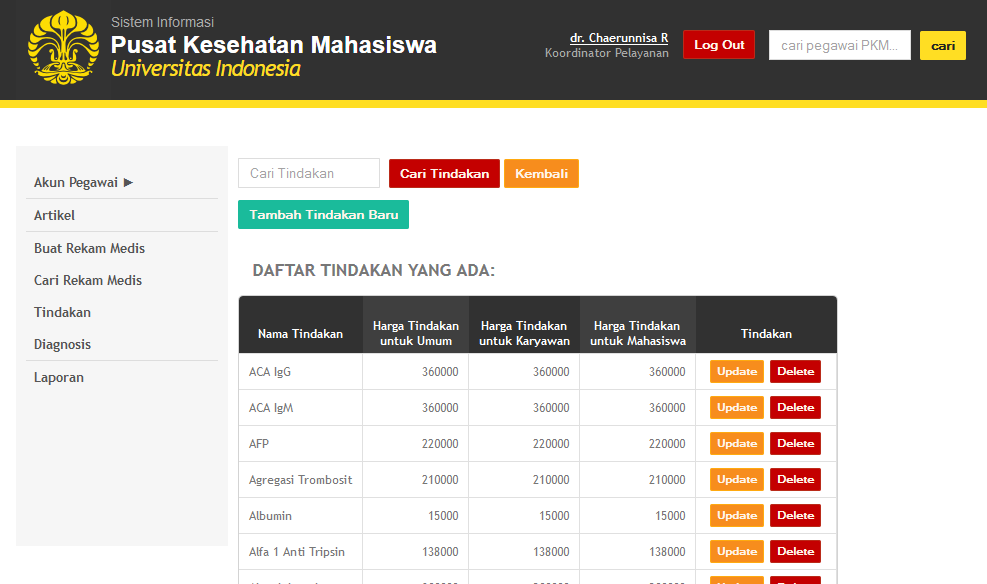 Sistem Informasi
Pusat Kesehatan Mahasiswa
Universitas Indonesia
dr. Chaerunnisa R
Koordinator Pelayanan
Log Out
cari pegawai PKM...
cari
Akun Pegawai ►
Artikel
Buat Rekam Medis
Cari Rekam Medis
Tindakan
Diagnosis
Laporan
Cari Tindakan Cari Tindakan Kembali
Tambah Tindakan Baru
DAFTAR TINDAKAN YANG ADA:
Nama Tindakan Harga Tindakan untuk Umum Harga Tindakan untuk Karyawan Harga Tindakan untuk Mahasiswa Tindakan
ACA IgG 360000 360000 360000 Update Delete
ACA IgM 360000 360000 360000 Update Delete
AFP 220000 220000 220000 Update Delete
Agregasi Trombosit 210000 210000 210000 Update Delete
Albumin 15000 15000 15000 Update Delete
Alfa 1 Anti Tripsin 138000 138000 138000 Update Delete